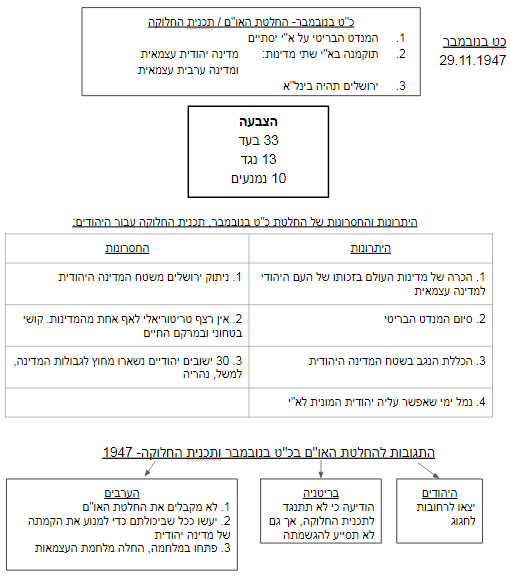 כ"ט בנובמבר- החלטת האו"ם / תכנית החלוקה
1. המנדט הבריטי על א"י יסתיים
2. תוקמנה בא"י שתי מדינות: מדינה יהודית עצמאית
ומדינה ערבית עצמאית
3. ירושלים תהיה בינל"א
כט בנובמבר
29.11.1947
הצבעה
33 בעד
13 נגד
10 נמנעים
היתרונות והחסרונות של החלטת כ"ט בנובמבר, תכנית החלוקה עבור היהודים:
היתרונות
החסרונות
1. הכרה של מדינות העולם בזכותו של העם היהודי
למדינה עצמאית
1. ניתוק ירושלים משטח המדינה היהודית
2. סיום המנדט הבריטי
2. אין רצף טריטוריאלי לאף אחת מהמדינות. קושי
בטחוני ובמרקם החיים
3. הכללת הנגב בשטח המדינה היהודית
3. 30 ישובים יהודיים נשארו מחוץ לגבולות המדינה,
למשל, נהריה
4. נמל ימי שאפשר עליה יהודית המונית לא"י
התגובות להחלטת האו"ם בכ"ט בנובמבר ותכנית החלוקה- 1947
היהודים
יצאו לרחובות
לחגוג
בריטניה
הודיעה כי לא תתנגד
לתכנית החלוקה, אך גם
לא תסייע להגשמתה
הערבים
1. לא מקבלים את החלטת האו"ם
2. יעשו ככל שביכולתם כדי למנוע את הקמתה
של מדינה יהודית
3. פתחו במלחמה, החלה מלחמת העצמאות